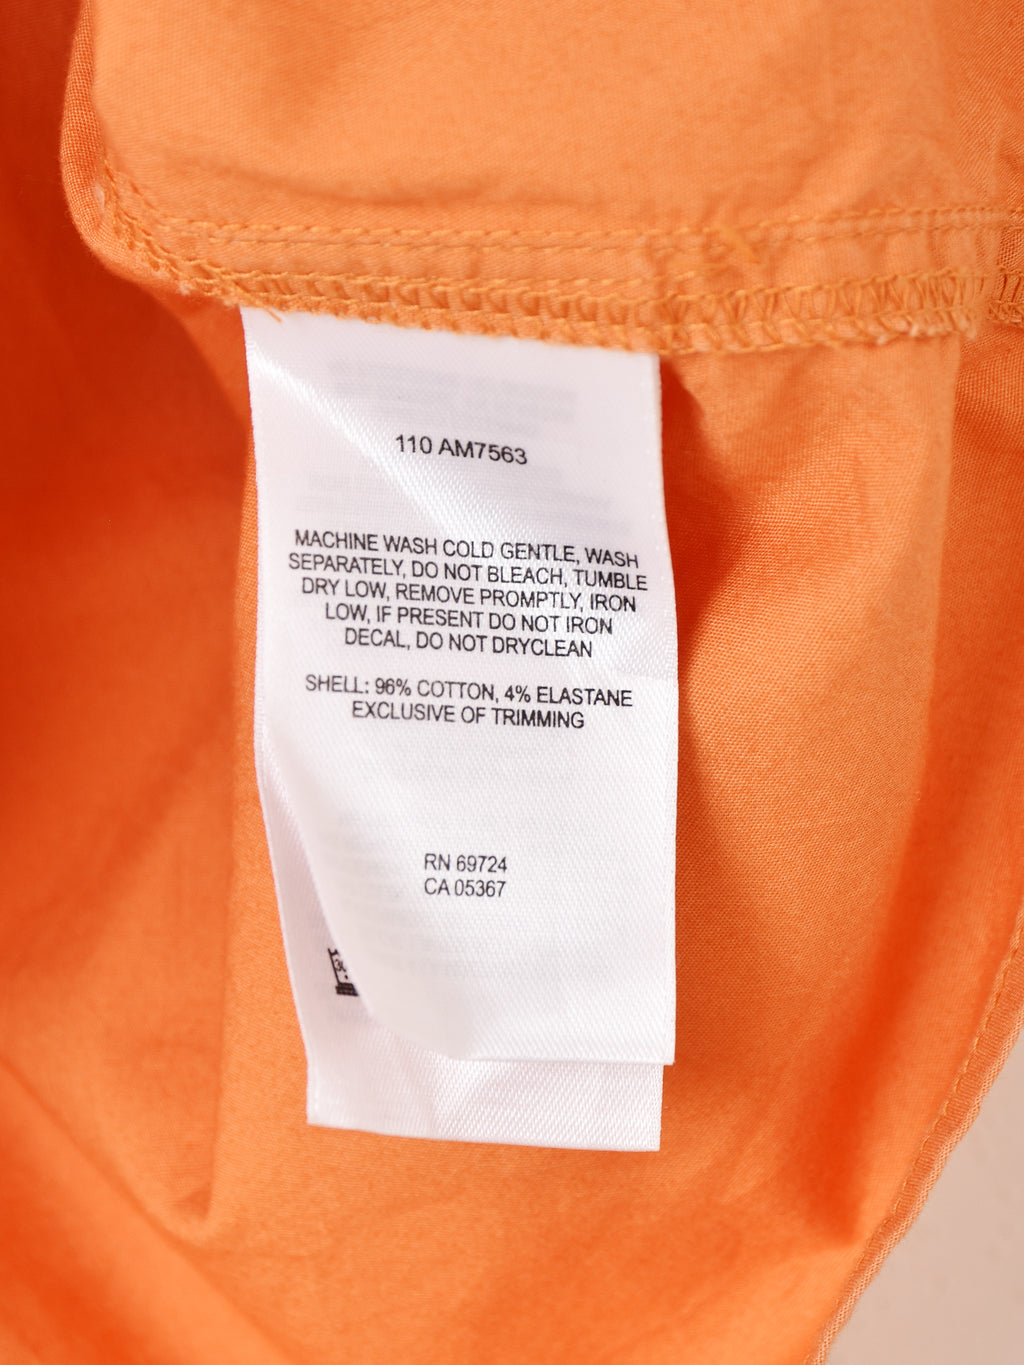 110 AM7563
MACHINE WASH COLD GENTLE, WASH
SEPARATELY, DO NOT BLEACH, TUMBLE
DRY LOW, REMOVE PROMPTLY, IRON
LOW, IF PRESENT DO NOT IRON
DECAL, DO NOT DRYCLEAN
SHELL: 96% COTTON, 4% ELASTANE
EXCLUSIVE OF TRIMMING
RN 69724
CA 05367